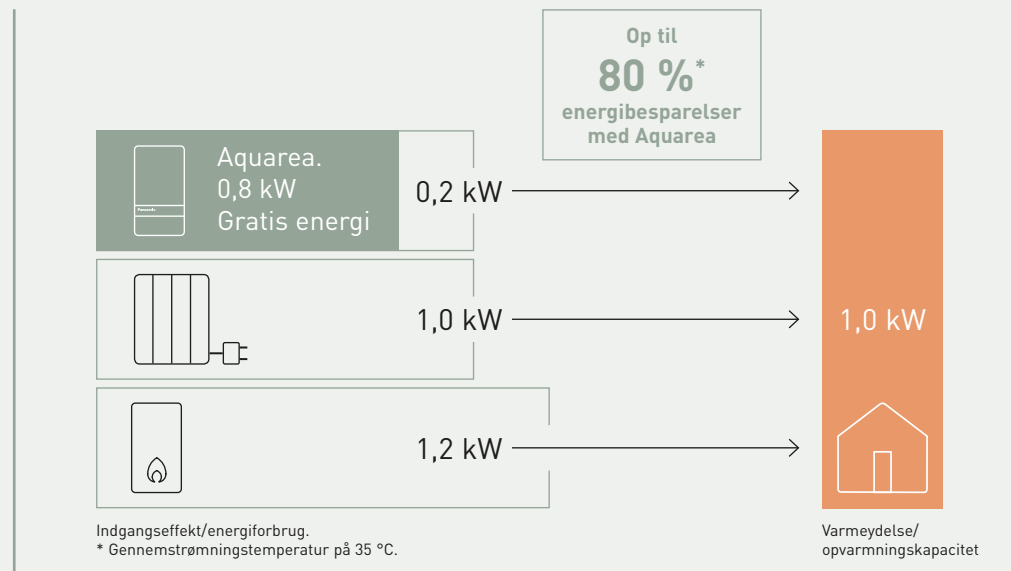 Op til
80 %*
energibesparelser
med Aquarea
Aquarea.
0,8 kW
Gratis energi
0,2 kW
1,0 kW
1,0 kW
1,2 kW
Indgangseffekt/energiforbrug.
* Gennemstrømningstemperatur på 35 °C.
Varmeydelse/
opvarmningskapacitet